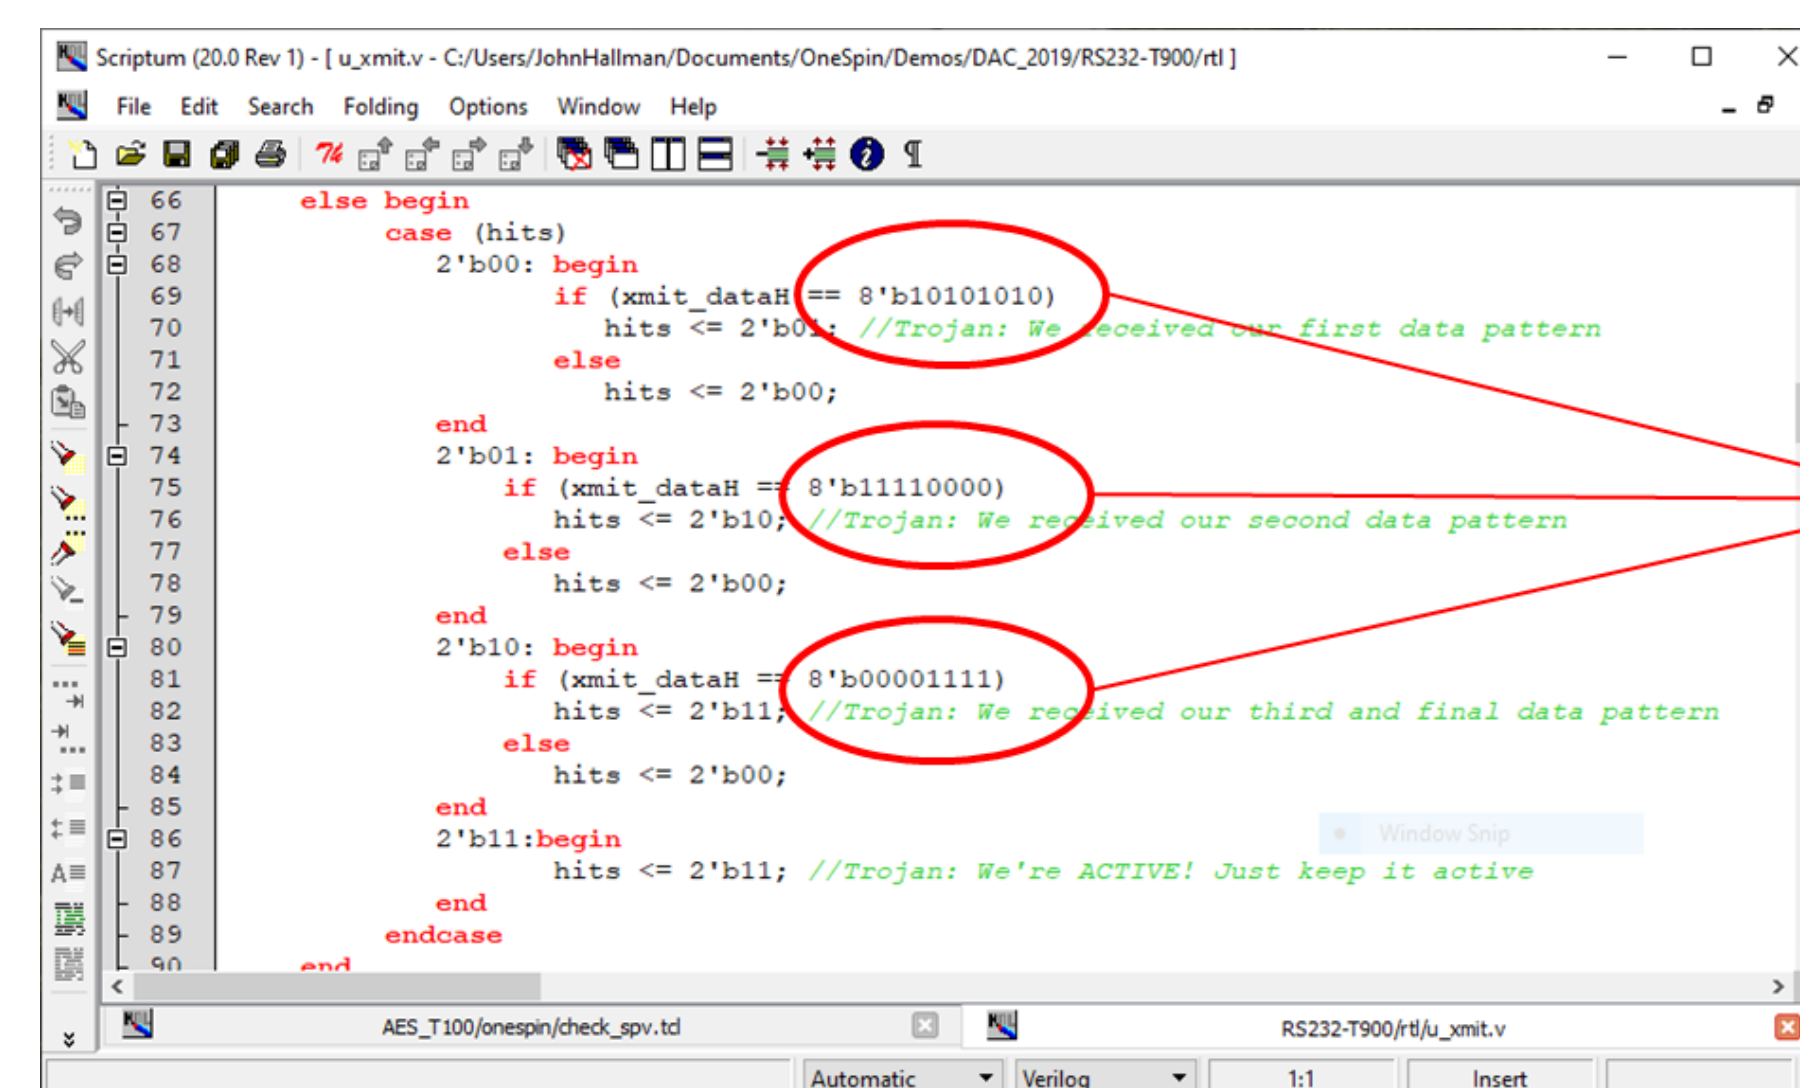 Scriptum (20.0 Rev 1) - [ u_xmit.v - C:/Users/JohnHallman/Documents/OneSpin/Demos/DAC_2019/RS232-T900/rtl ]
File Edit Search Folding Options Window Help
66 else begin
67 case (hits)
68 2'b00: begin
69 if (xmit_dataH == 8'b10101010)
70 hits <= 2'b01; //Trojan: We received our first data pattern
71 else
72 hits <= 2'b00;
73 end
74 2'b01: begin
75 if (xmit_dataH == 8'b11110000)
76 hits <= 2'b10; //Trojan: We received our second data pattern
77 else
78 hits <= 2'b00;
79 end
80 2'b10: begin
81 if (xmit_dataH == 8'b00001111)
82 hits <= 2'b11; //Trojan: We received our third and final data pattern
83 else
84 hits <= 2'b00;
85 end
86 2'b11:begin
Window Snip
87 hits <= 2'b11; //Trojan: We're ACTIVE! Just keep it active
88 end
89 endcase
90 end
AES_T100/onespin/check_spv.tcl RS232-T900/rtl/u_xmit.v
Automatic Verilog 1:1 Insert